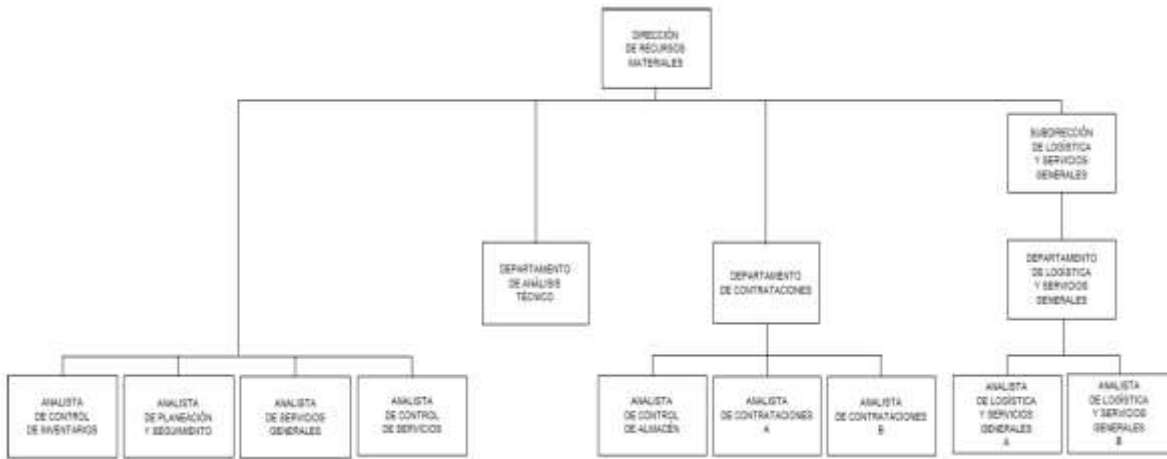 DIRECCIÓN
DE RECURSOS
MATERIALES
SUBDIRECCIÓN
DE LOGÍSTICA
Y SERVICIOS
GENERALES
DEPARTAMENTO
DE ANÁLISIS
TÉCNICO
DEPARTAMENTO
DE CONTRATACIONES
DEPARTAMENTO
DE LOGÍSTICA
Y SERVICIOS
GENERALES
ANALISTA
DE CONTROL
DE INVENTARIOS
ANALISTA
DE PLANEACIÓN
Y SEGUIMIENTO
ANALISTA
DE SERVICIOS
GENERALES
ANALISTA
DE CONTROL
DE SERVICIOS
ANALISTA
DE CONTROL
DE ALMACÉN
ANALISTA
DE CONTRATACIONES
A
ANALISTA
DE CONTRATACIONES
B
ANALISTA
DE LOGÍSTICA
Y SERVICIOS
GENERALES
A
ANALISTA
DE LOGÍSTICA
Y SERVICIOS
GENERALES
B